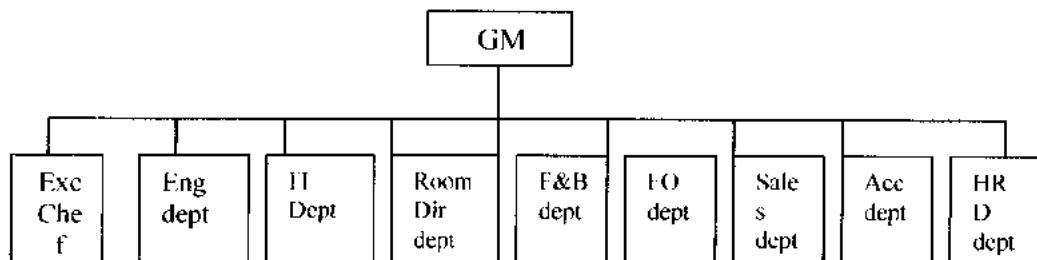 GM
Exc
Che
f
Eng
dept
IT
Dept
Room
Dir
dept
F&B
dept
FO
dept
Sale
s
dept
Acc
dept
HR
D
dept